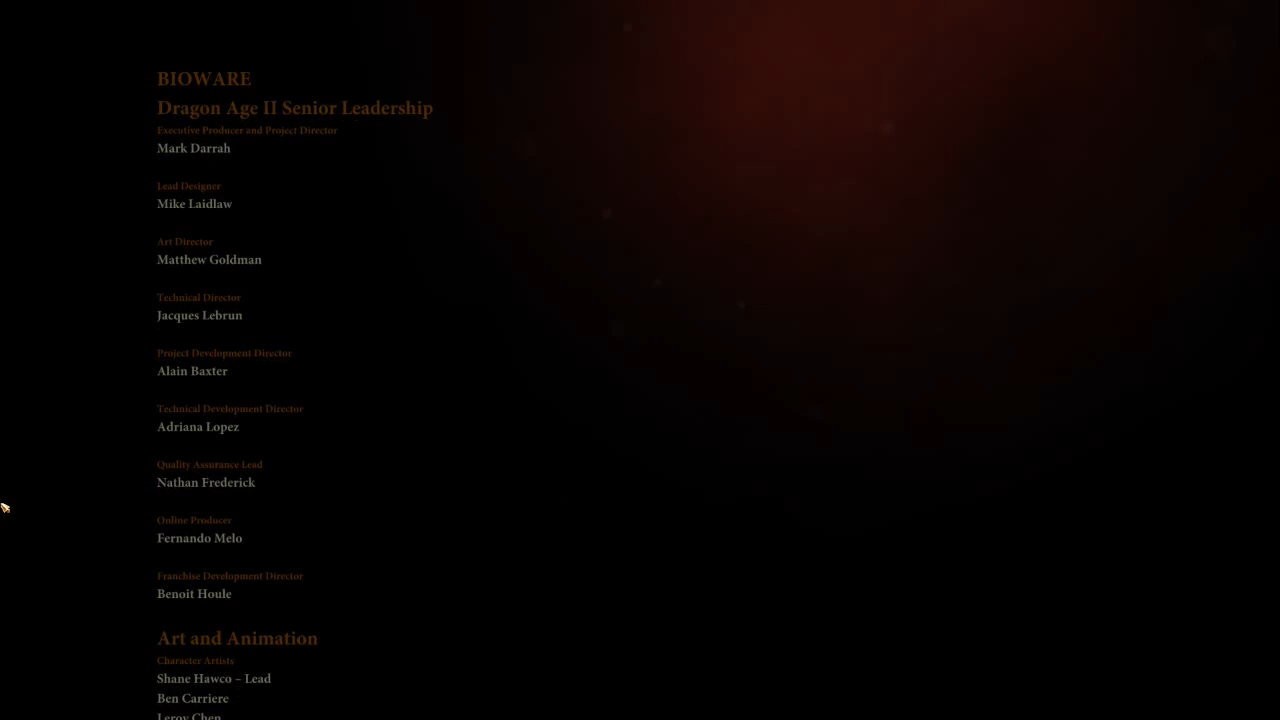 BIOWARE
Dragon Age II Senior Leadership
Executive Producer and Project Director
Mark Darrah
Lead Designer
Mike Laidlaw
Art Director
Matthew Goldman
Technical Director
Jacques Lebrun
Project Development Director
Alain Baxter
Technical Development Director
Adriana Lopez
Quality Assurance Lead
Nathan Frederick
Online Producer
Fernando Melo
Franchise Development Director
Benoit Houle
Art and Animation
Character Artists
Shane Hawco – Lead
Ben Carriere
Leroy Chen